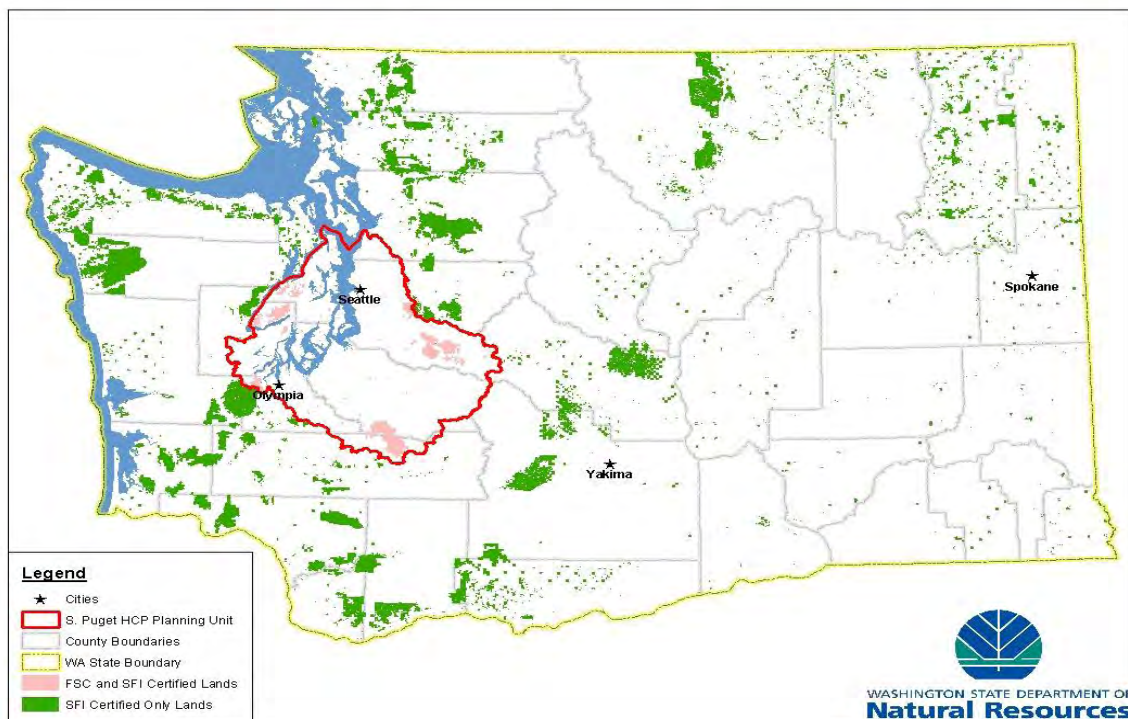 Seattle
Spokane
Olympia
Yakima
Legend
Cities
S. Puget HCP Planning Unit
County Boundaries
WA State Boundary
FSC and SFI Certified Lands
SFI Certified Only Lands
WASHINGTON STATE DEPARTMENT OF
Natural Resources